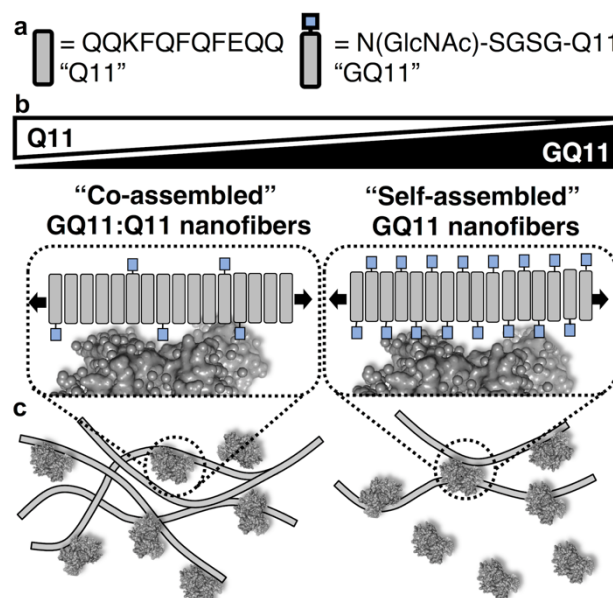 a
= QQKFQFQFEQQ
"Q11"
= N(GlcNAc)-SGSG-Q11
"GQ11"
b
Q11
GQ11
"Co-assembled"
GQ11:Q11 nanofibers
"Self-assembled"
GQ11 nanofibers
c